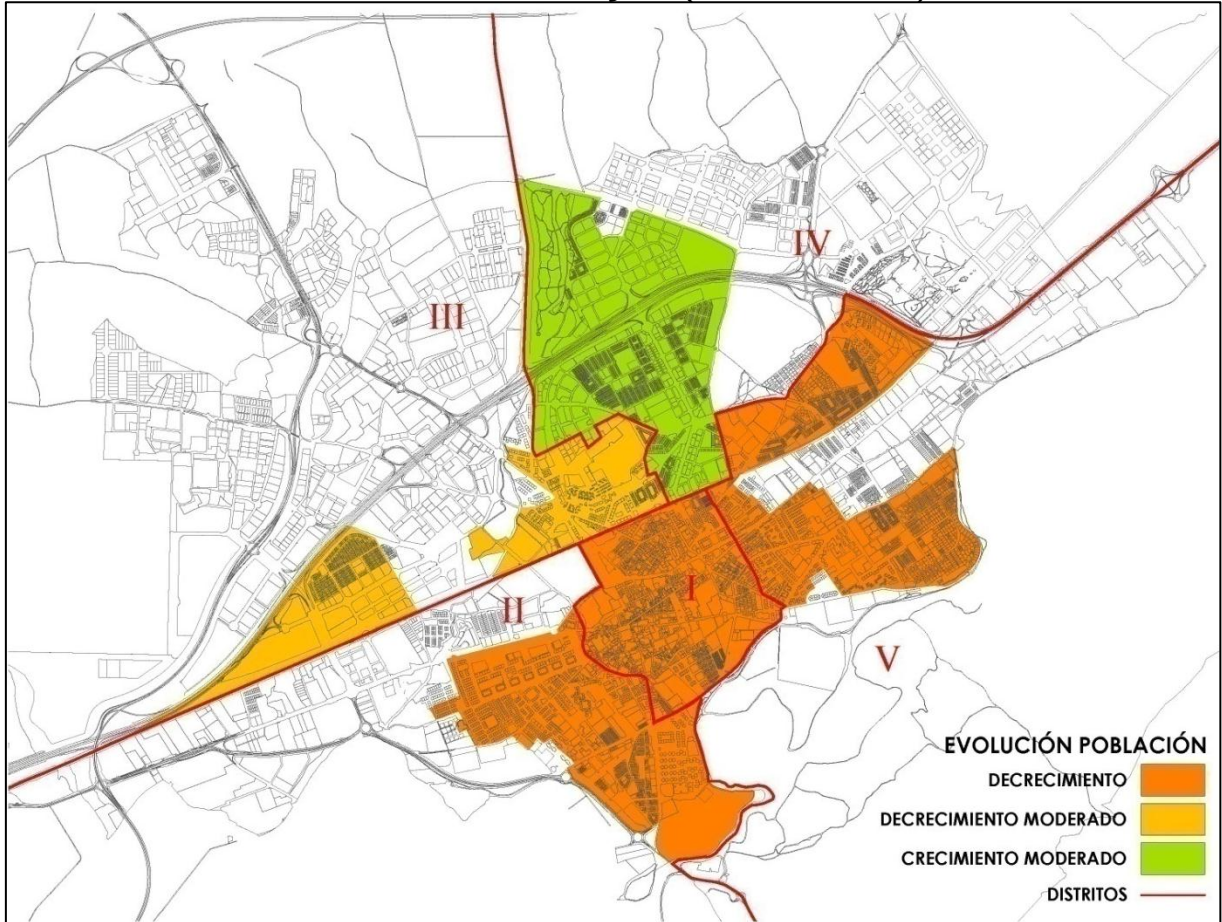 IV
III
I
II
V
EVOLUCIÓN POBLACIÓN
DECRECIMIENTO
DECRECIMIENTO MODERADO
CRECIMIENTO MODERADO
DISTRITOS